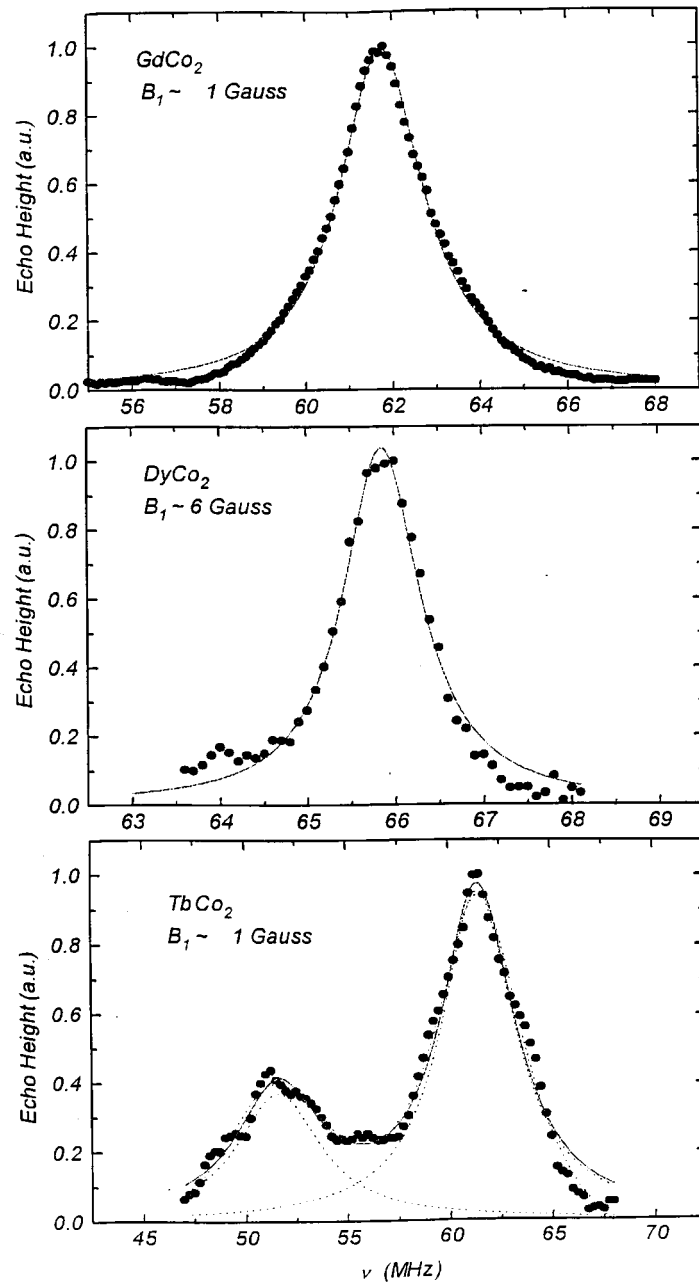 1.0
0.8
0.6
0.4
0.2
0.0
Echo Height (a.u.)
GdCo2
B1 ~ 1 Gauss
56 58 60 62 64 66 68
1.0
0.8
0.6
0.4
0.2
0.0
Echo Height (a.u.)
DyCo2
B1 ~ 6 Gauss
63 64 65 66 67 68 69
1.0
0.8
0.6
0.4
0.2
0.0
Echo Height (a.u.)
TbCo2
B1 ~ 1 Gauss
45 50 55 60 65 70
ν (MHz)